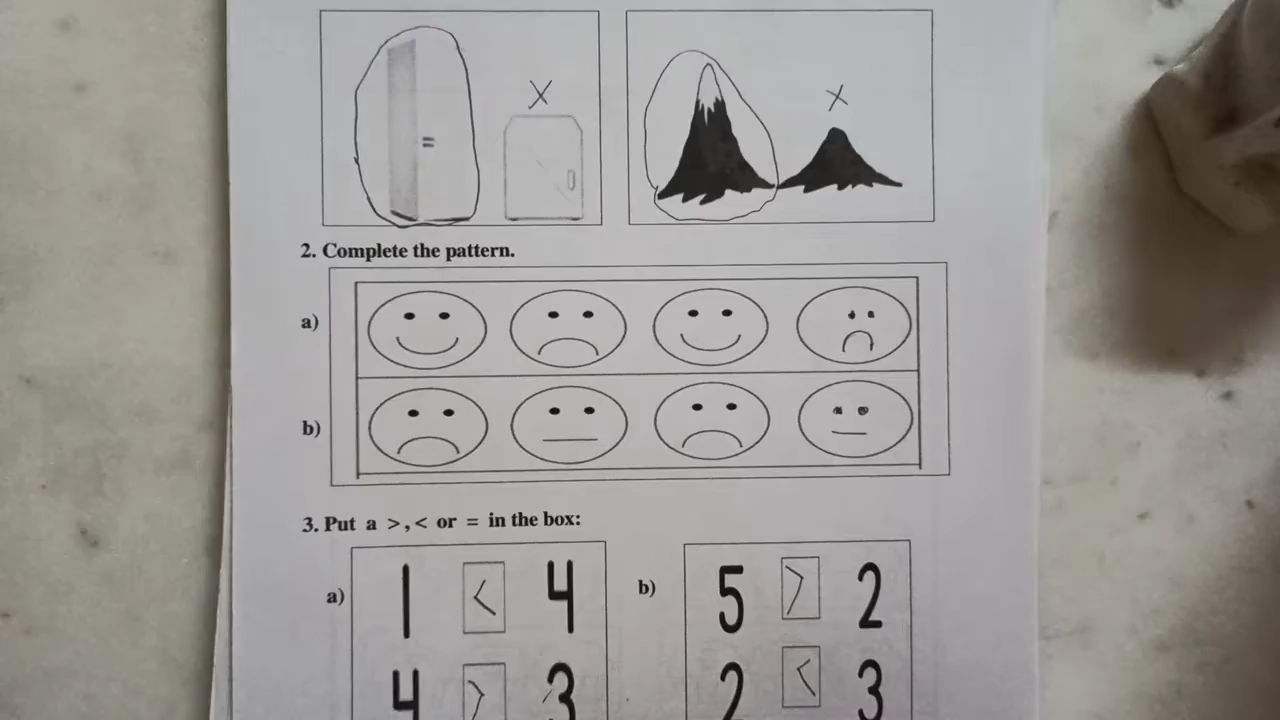 X
X
2. Complete the pattern.
a)
b)
3. Put a >, < or = in the box:
a) 1 < 4 b) 5 > 2
4 > 3 2 < 3